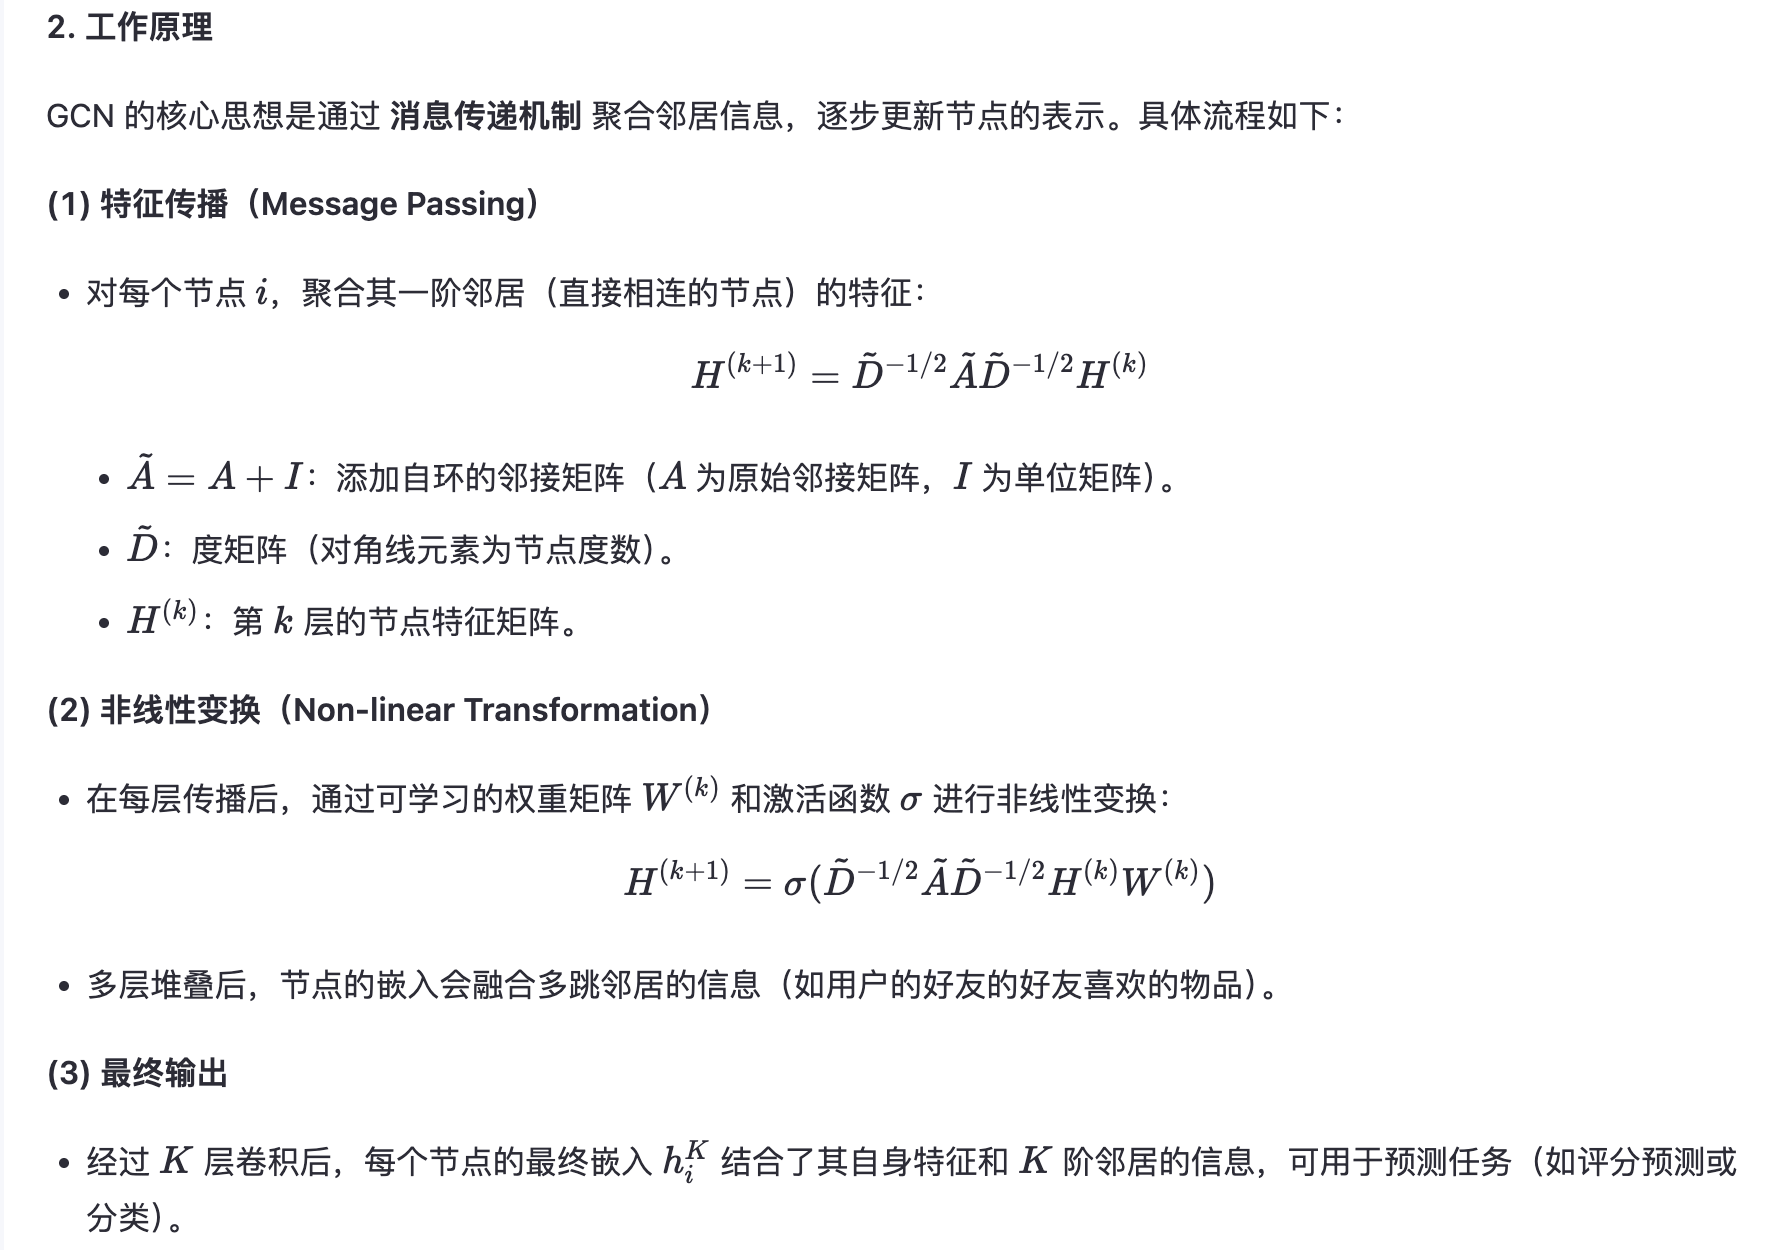 2. 工作原理
GCN 的核心思想是通过 消息传递机制 聚合邻居信息，逐步更新节点的表示。具体流程如下：
(1) 特征传播（Message Passing）
• 对每个节点 i，聚合其一阶邻居（直接相连的节点）的特征：
H^{(k+1)} = D̃^{-1/2} Ã D̃^{-1/2} H^{(k)}
• Ã = A + I：添加自环的邻接矩阵（A 为原始邻接矩阵，I 为单位矩阵）。
• D̃：度矩阵（对角线元素为节点度数）。
• H^{(k)}：第 k 层的节点特征矩阵。
(2) 非线性变换（Non-linear Transformation）
• 在每层传播后，通过可学习的权重矩阵 W^{(k)} 和激活函数 σ 进行非线性变换：
H^{(k+1)} = σ(D̃^{-1/2} Ã D̃^{-1/2} H^{(k)} W^{(k)})
• 多层堆叠后，节点的嵌入会融合多跳邻居的信息（如用户的好友的好友喜欢的物品）。
(3) 最终输出
• 经过 K 层卷积后，每个节点的最终嵌入 h_i^K 结合了其自身特征和 K 阶邻居的信息，可用于预测任务（如评分预测或
分类）。